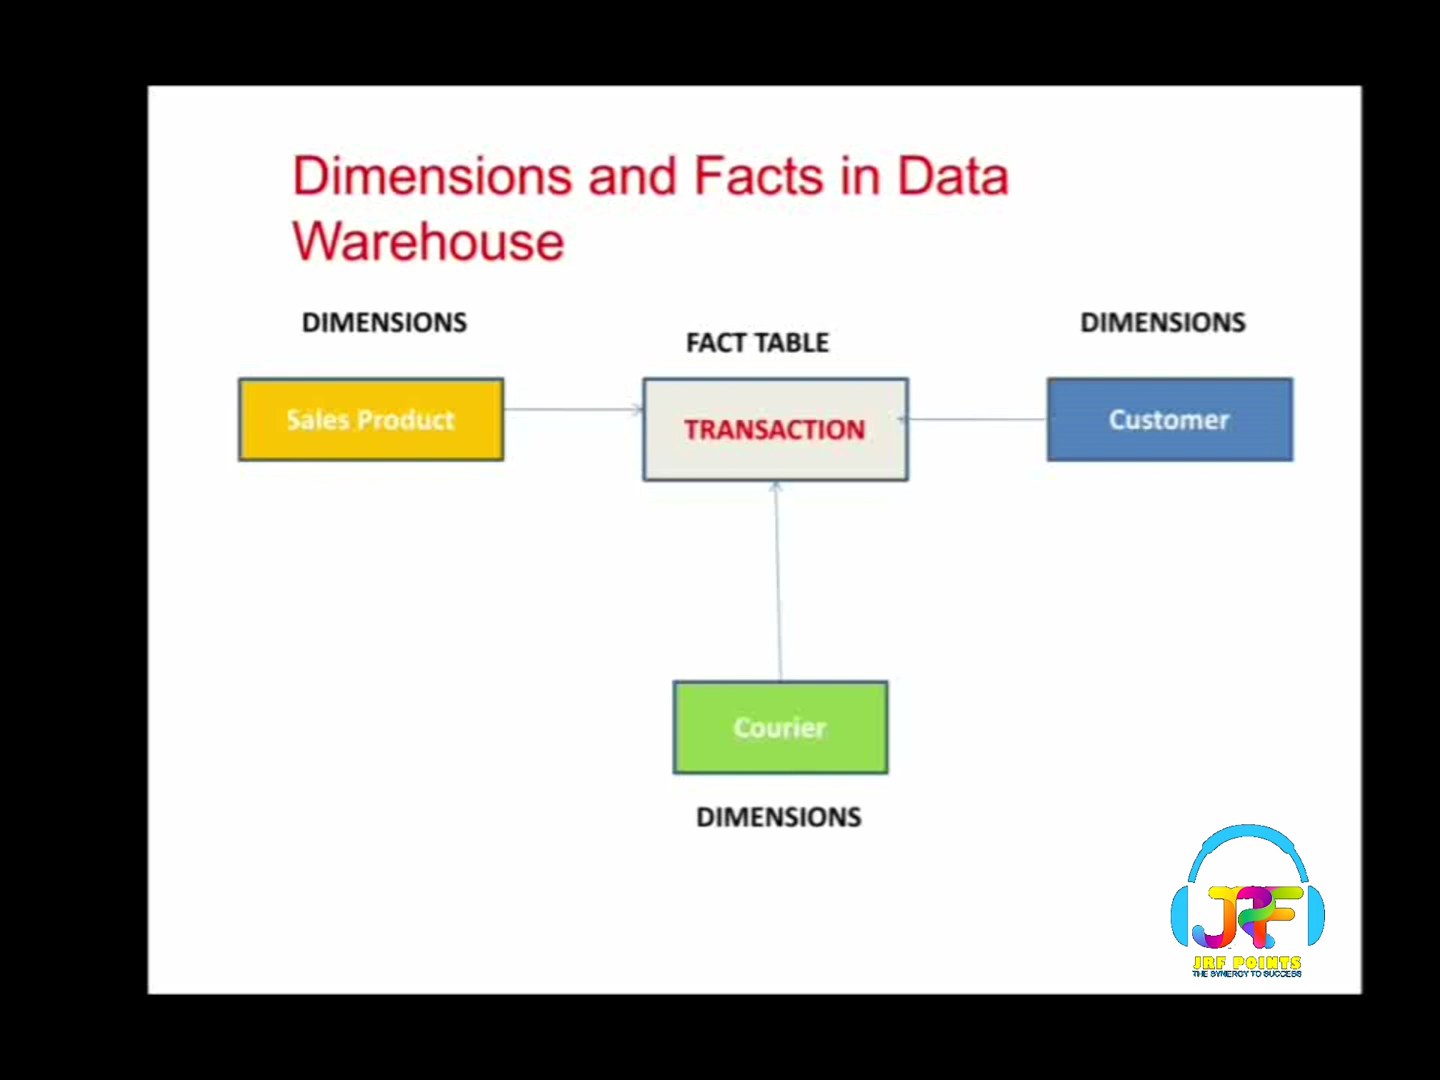 Dimensions and Facts in Data
Warehouse
DIMENSIONS
FACT TABLE
DIMENSIONS
Sales Product
TRANSACTION
Customer
Courier
DIMENSIONS
JRF
JRF POINTS
THE SYNERGY TO SUCCESS